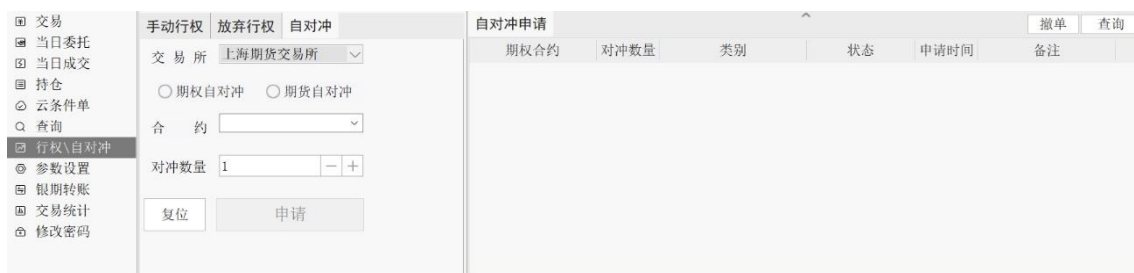 交易
当日委托
当日成交
持仓
云条件单
查询
行权\自对冲
参数设置
银期转账
交易统计
修改密码
手动行权 放弃行权 自对冲
交 易 所 上海期货交易所
期权自对冲 期货自对冲
合 约
对冲数量 1
复位 申请
自对冲申请 撤单 查询
期权合约 对冲数量 类别 状态 申请时间 备注